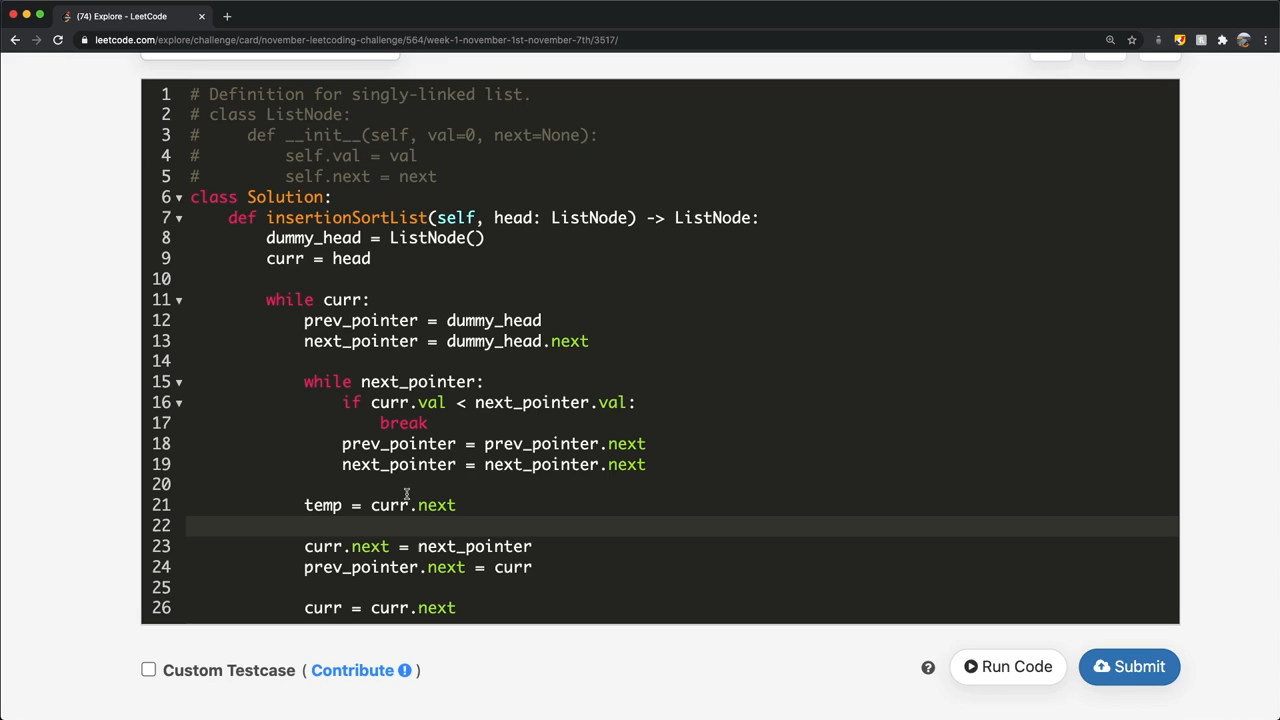 (74) Explore - LeetCode
leetcode.com/explore/challenge/card/november-leetcoding-challenge/564/week-1-november-1st-november-7th/3517/
1 # Definition for singly-linked list.
2 # class ListNode:
3 #     def __init__(self, val=0, next=None):
4 #         self.val = val
5 #         self.next = next
6 class Solution:
7     def insertionSortList(self, head: ListNode) -> ListNode:
8         dummy_head = ListNode()
9         curr = head
10
11         while curr:
12             prev_pointer = dummy_head
13             next_pointer = dummy_head.next
14
15             while next_pointer:
16                 if curr.val < next_pointer.val:
17                     break
18                 prev_pointer = prev_pointer.next
19                 next_pointer = next_pointer.next
20
21             temp = curr.next
22
23             curr.next = next_pointer
24             prev_pointer.next = curr
25
26             curr = curr.next
Custom Testcase ( Contribute ! )
? Run Code Submit